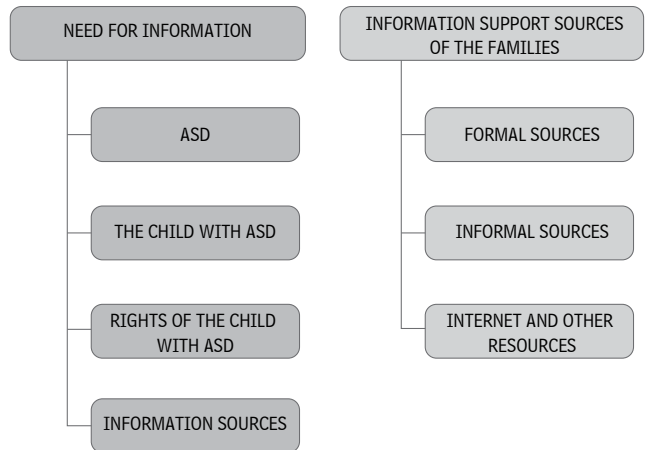 NEED FOR INFORMATION
ASD
THE CHILD WITH ASD
RIGHTS OF THE CHILD
WITH ASD
INFORMATION SOURCES
INFORMATION SUPPORT SOURCES
OF THE FAMILIES
FORMAL SOURCES
INFORMAL SOURCES
INTERNET AND OTHER
RESOURCES